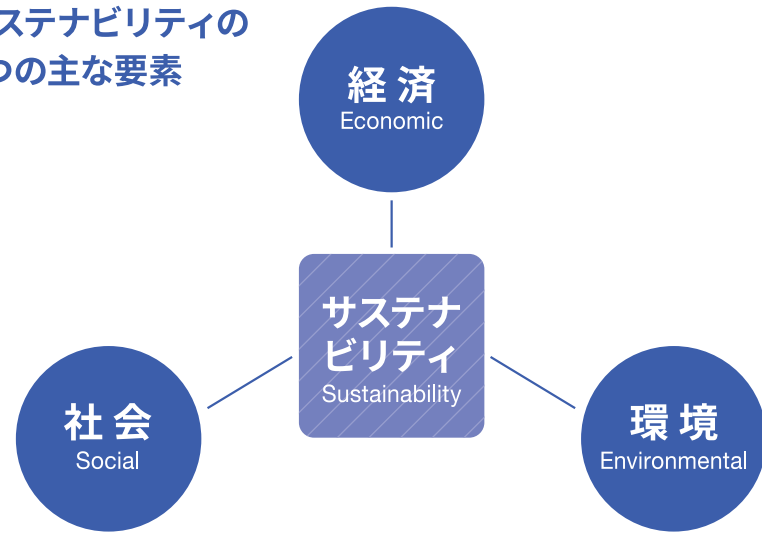 ステナビリティの
つの主な要素
経済
Economic
サステナ
ビリティ
Sustainability
社会
Social
環境
Environmental